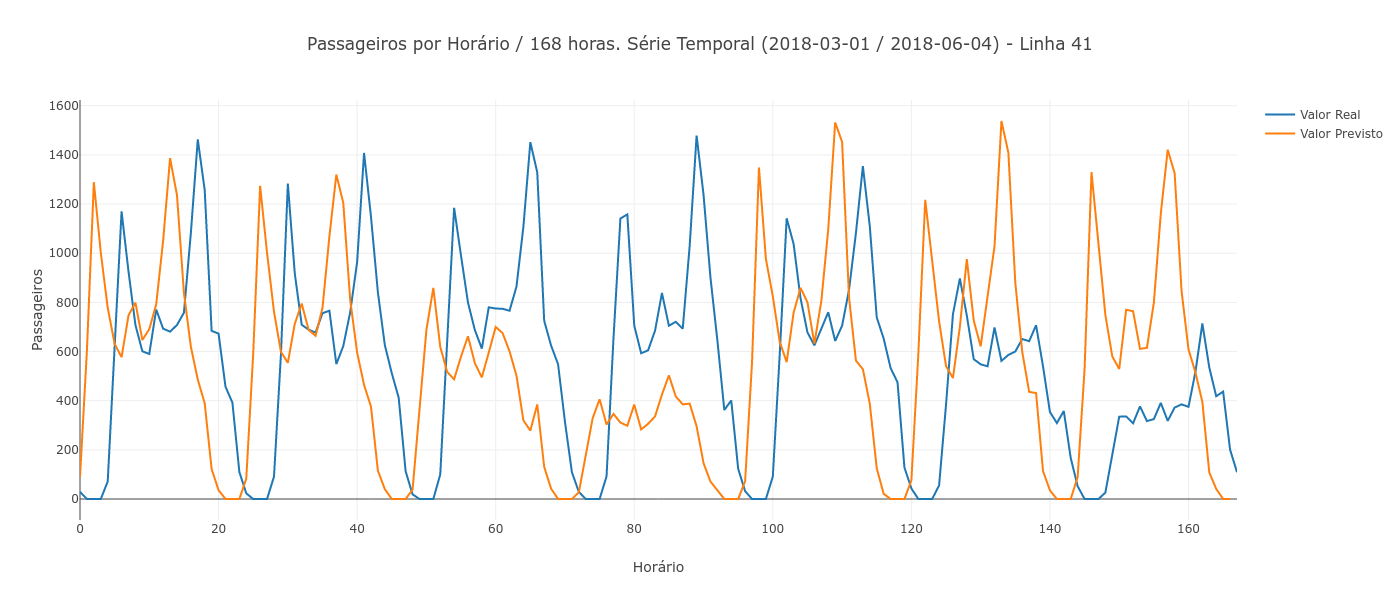 Passageiros por Horário / 168 horas. Série Temporal (2018-03-01 / 2018-06-04) - Linha 41
Valor Real
Valor Previsto
Passageiros
1600
1400
1200
1000
800
600
400
200
0
0 20 40 60 80 100 120 140 160
Horário